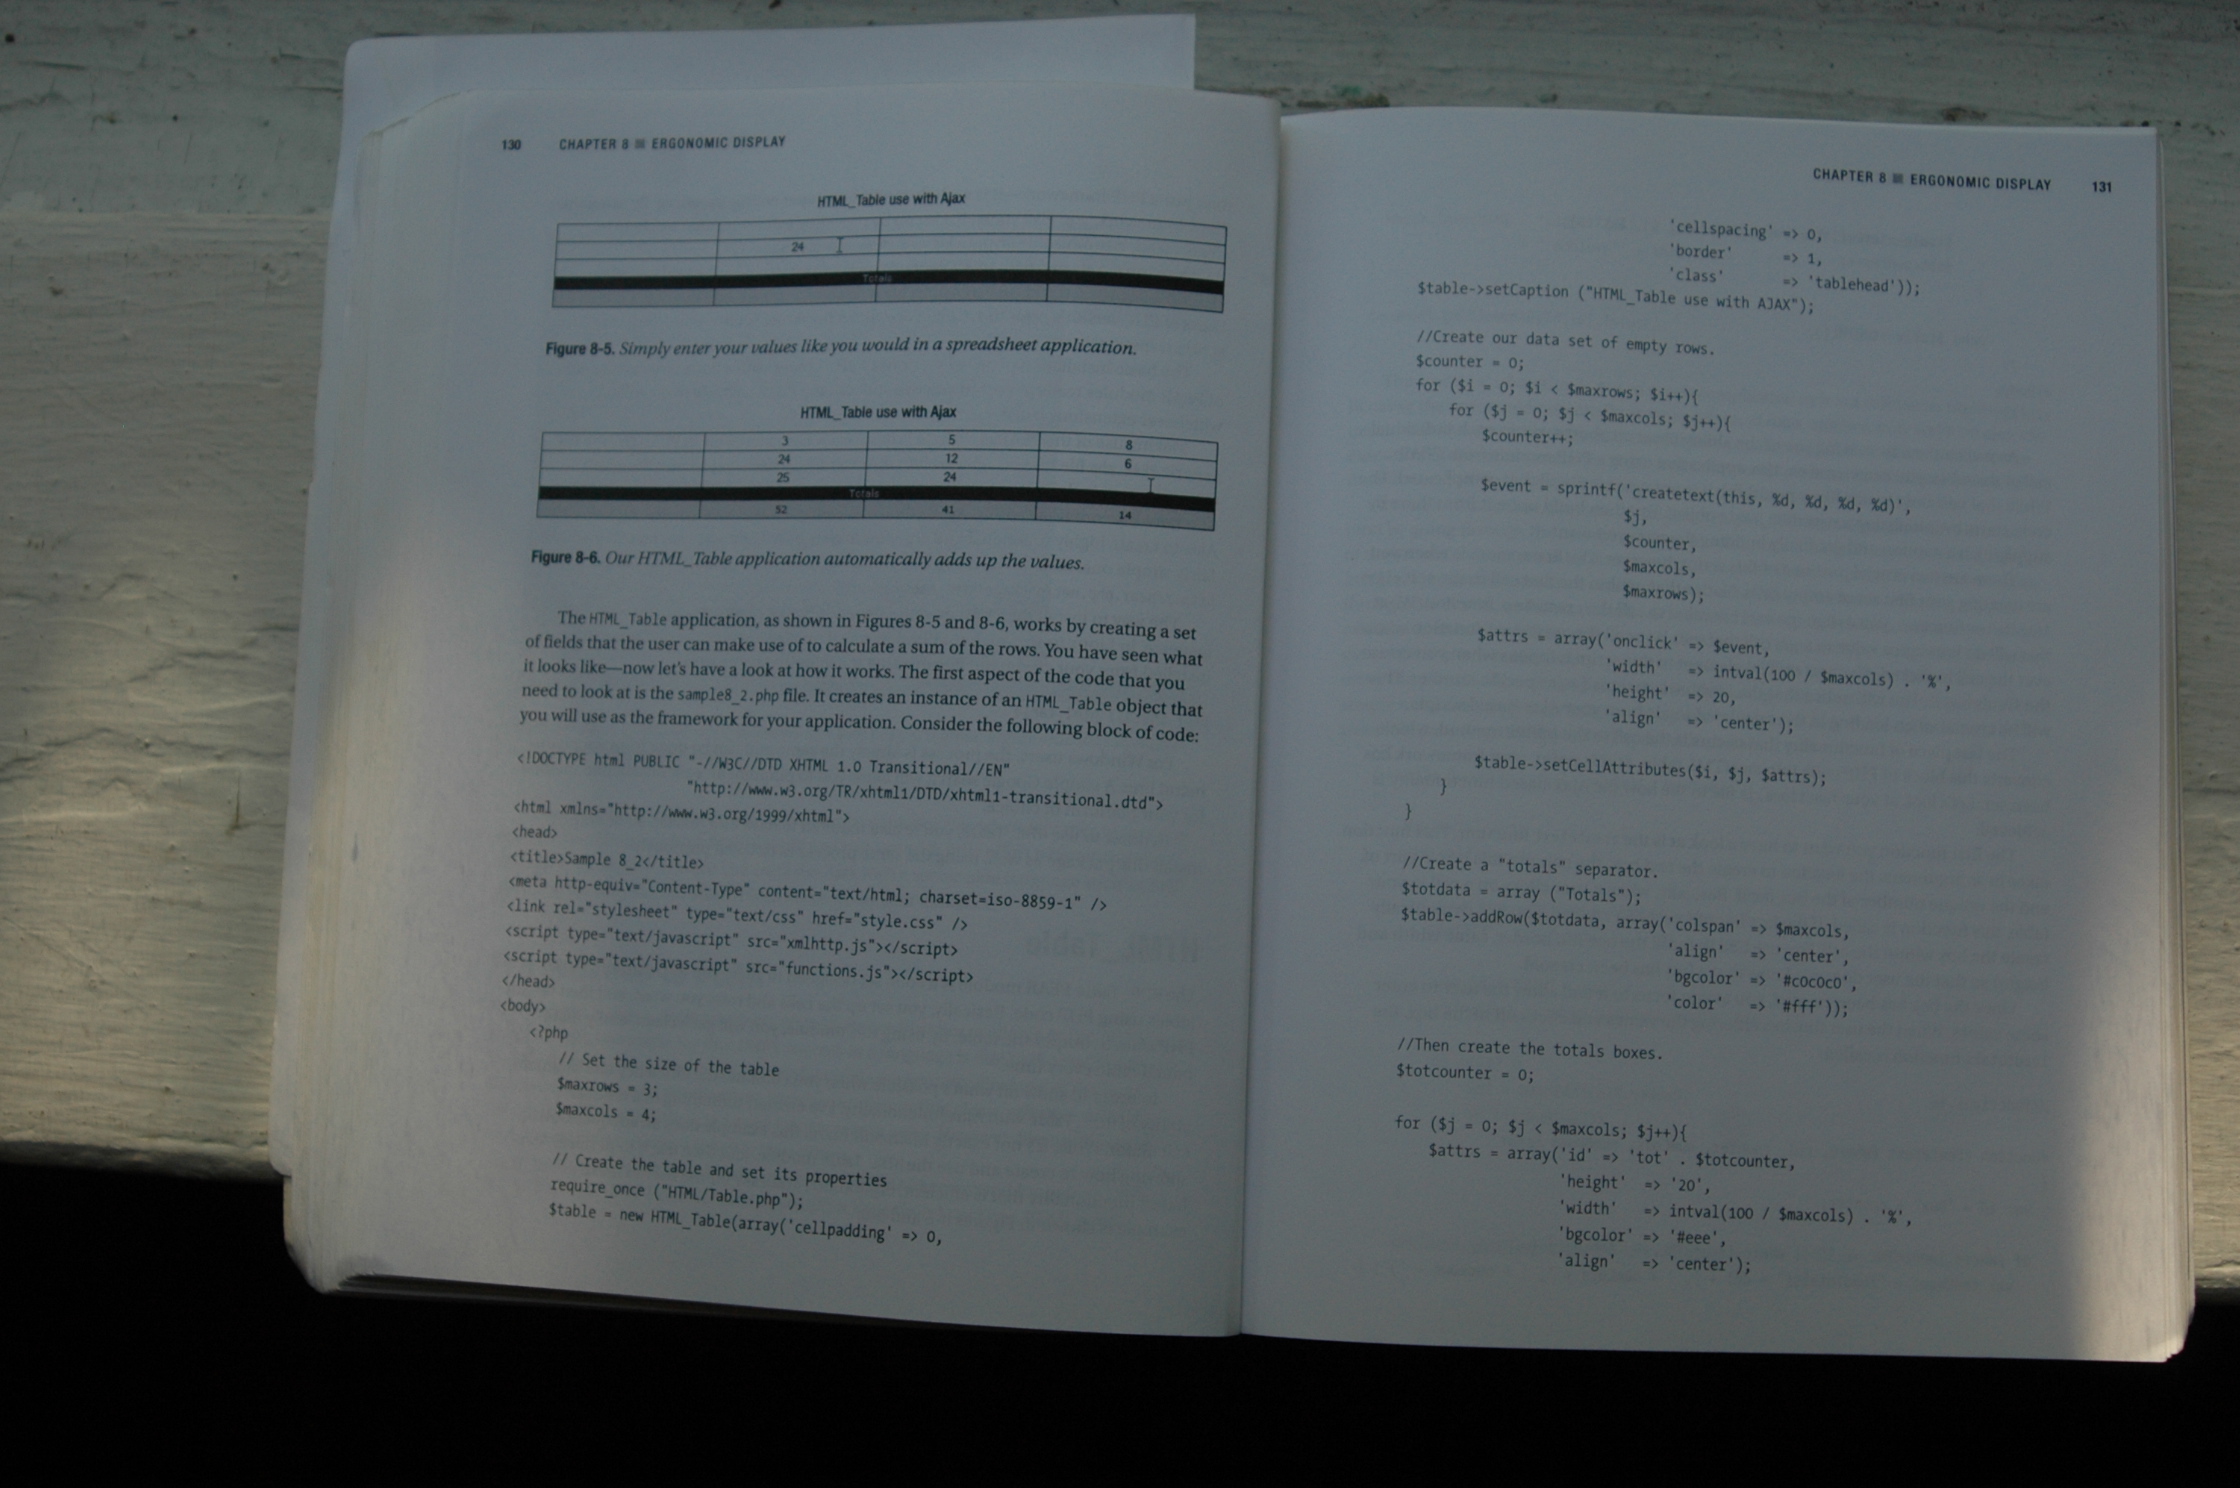 130 CHAPTER 8 ■ ERGONOMIC DISPLAY
HTML_Table use with Ajax
24
Totals
Figure 8-5. Simply enter your values like you would in a spreadsheet application.
HTML_Table use with Ajax
3 5 8
24 12 6
25 24
Totals
52 41 14
Figure 8-6. Our HTML_Table application automatically adds up the values.
The HTML_Table application, as shown in Figures 8-5 and 8-6, works by creating a set
of fields that the user can make use of to calculate a sum of the rows. You have seen what
it looks like—now let's have a look at how it works. The first aspect of the code that you
need to look at is the sample8_2.php file. It creates an instance of an HTML_Table object that
you will use as the framework for your application. Consider the following block of code:
<!DOCTYPE html PUBLIC "-//W3C//DTD XHTML 1.0 Transitional//EN"
"http://www.w3.org/TR/xhtml1/DTD/xhtml1-transitional.dtd">
<html xmlns="http://www.w3.org/1999/xhtml">
<head>
<title>Sample 8_2</title>
<meta http-equiv="Content-Type" content="text/html; charset=iso-8859-1" />
<link rel="stylesheet" type="text/css" href="style.css" />
<script type="text/javascript" src="xmlhttp.js"></script>
<script type="text/javascript" src="functions.js"></script>
</head>
<body>
<?php
// Set the size of the table
$maxrows = 3;
$maxcols = 4;
// Create the table and set its properties
require_once ("HTML/Table.php");
$table = new HTML_Table(array('cellpadding' => 0,
CHAPTER 8 ■ ERGONOMIC DISPLAY 131
'cellspacing' => 0,
'border' => 1,
'class' => 'tablehead'));
$table->setCaption ("HTML_Table use with AJAX");
//Create our data set of empty rows.
$counter = 0;
for ($i = 0; $i < $maxrows; $i++){
for ($j = 0; $j < $maxcols; $j++){
$counter++;
$event = sprintf('createtext(this, %d, %d, %d, %d)',
$j,
$counter,
$maxcols,
$maxrows);
$attrs = array('onclick' => $event,
'width' => intval(100 / $maxcols) . '%',
'height' => 20,
'align' => 'center');
$table->setCellAttributes($i, $j, $attrs);
}
}
//Create a "totals" separator.
$totdata = array ("Totals");
$table->addRow($totdata, array('colspan' => $maxcols,
'align' => 'center',
'bgcolor' => '#c0c0c0',
'color' => '#fff'));
//Then create the totals boxes.
$totcounter = 0;
for ($j = 0; $j < $maxcols; $j++){
$attrs = array('id' => 'tot' . $totcounter,
'height' => '20',
'width' => intval(100 / $maxcols) . '%',
'bgcolor' => '#eee',
'align' => 'center');